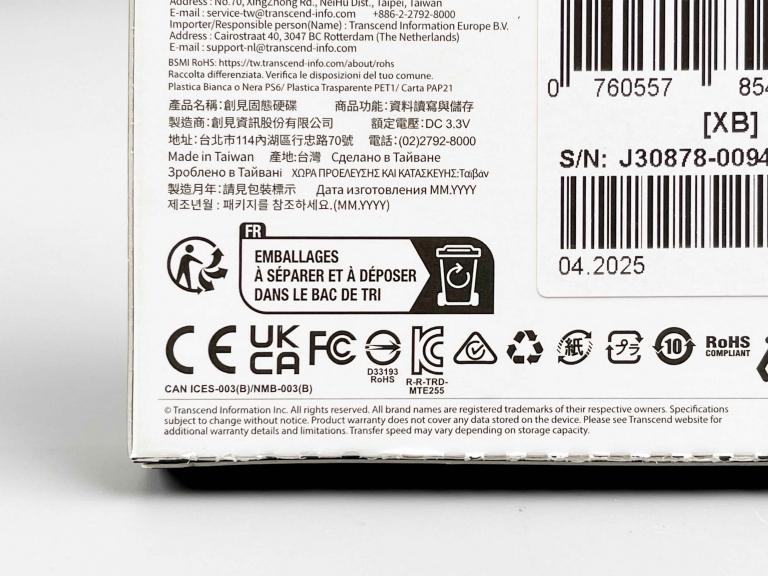 Address : No.70, XingZhong Rd., NeiHu Dist., Taipei, Taiwan
E-mail : service-tw@transcend-info.com +886-2-2792-8000
Importer/Responsible person(Name) : Transcend Information Europe B.V.
Address : Cairostraat 40, 3047 BC Rotterdam (The Netherlands)
E-mail : support-nl@transcend-info.com
BSMI RoHS: https://tw.transcend-info.com/about/rohs
Raccolta differenziata. Verifica le disposizioni del tuo comune.
Plastica Bianca o Nera PS6/ Plastica Trasparente PET1/ Carta PAP21
產品名稱:創見固態硬碟 商品功能:資料讀寫與儲存
製造商:創見資訊股份有限公司 額定電壓:DC 3.3V
地址:台北市114內湖區行忠路70號 電話:(02)2792-8000
Made in Taiwan 產地:台灣 Сделано в Тайване
Зроблено в Тайвані ΧΩΡΑ ΠΡΟΕΛΕΥΣΗΣ ΚΑΙ ΚΑΤΑΣΚΕΥΗΣ:Ταϊβάν
製造月年:請見包裝標示 Дата изготовления MM.YYYY
제조년월 : 패키지를 참조하세요.(MM.YYYY)
0 760557 854
[XB]
S/N: J30878-0094
04.2025
FR
EMBALLAGES
À SÉPARER ET À DÉPOSER
DANS LE BAC DE TRI
CE UK CA FC
D33193
RoHS
R-R-TRD-
MTE255
紙
プラ
10
RoHS
COMPLIANT
CAN ICES-003(B)/NMB-003(B)
© Transcend Information Inc. All rights reserved. All brand names are registered trademarks of their respective owners. Specifications
subject to change without notice. Product warranty does not cover any data stored on the device. Please see Transcend website for
additional warranty details and limitations. Transfer speed may vary depending on storage capacity.